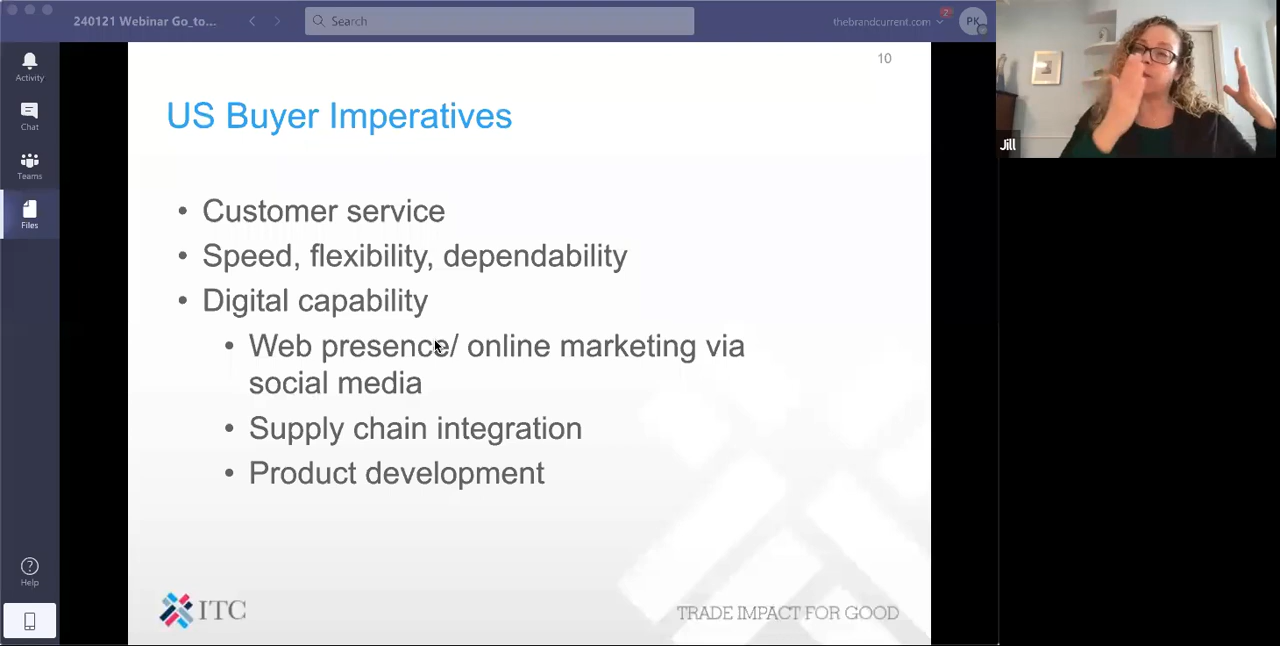 240121 Webinar Go_to...
Search
thebrandcurrent.com
2
PK
Activity
Chat
Teams
Files
Help
10
US Buyer Imperatives
• Customer service
• Speed, flexibility, dependability
• Digital capability
• Web presence/ online marketing via
social media
• Supply chain integration
• Product development
ITC
TRADE IMPACT FOR GOOD
Jill